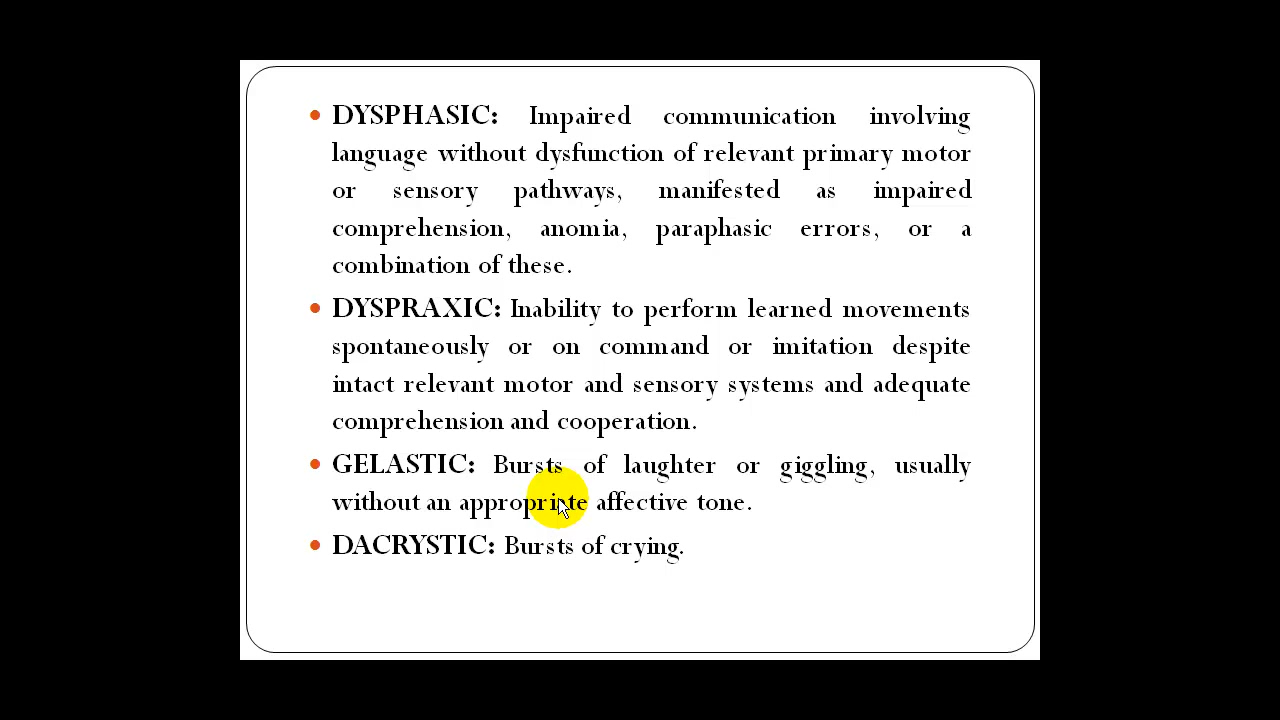 • DYSPHASIC: Impaired communication involving
language without dysfunction of relevant primary motor
or sensory pathways, manifested as impaired
comprehension, anomia, paraphasic errors, or a
combination of these.
• DYSPRAXIC: Inability to perform learned movements
spontaneously or on command or imitation despite
intact relevant motor and sensory systems and adequate
comprehension and cooperation.
• GELASTIC: Bursts of laughter or giggling, usually
without an appropriate affective tone.
• DACRYSTIC: Bursts of crying.